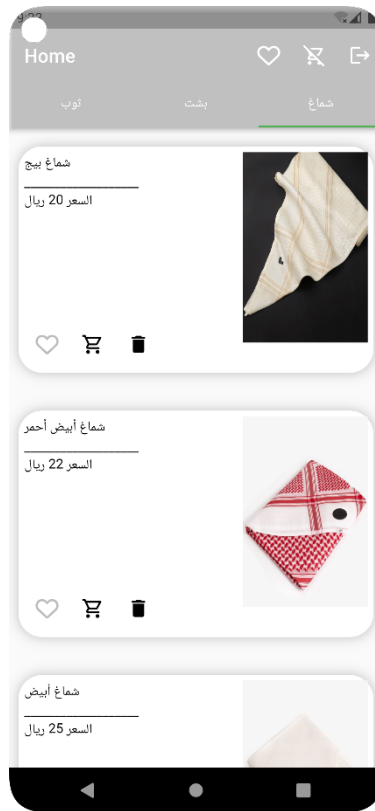 Home
شماغ
بشت
ثوب
شماغ بيج
السعر 20 ريال
شماغ أبيض أحمر
السعر 22 ريال
شماغ أبيض
السعر 25 ريال